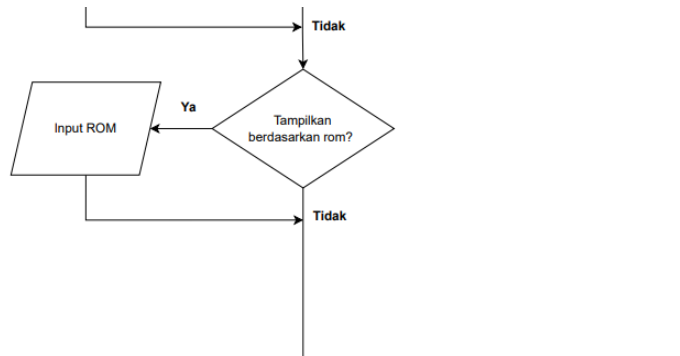 Tidak
Ya
Tampilkan
berdasarkan rom?
Input ROM
Tidak